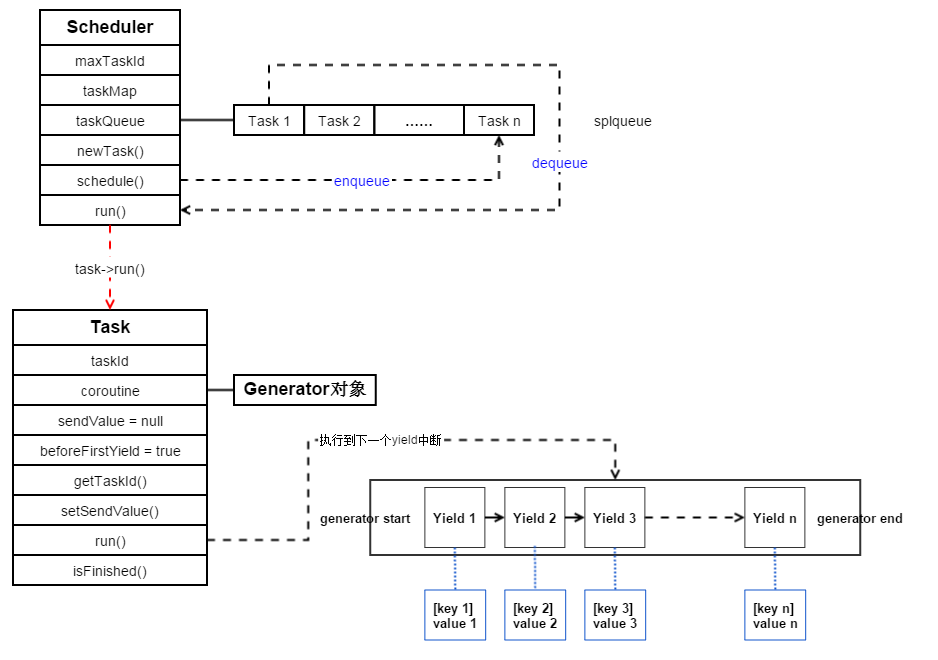 Scheduler
maxTaskId
taskMap
taskQueue
newTask()
schedule()
run()
Task 1
Task 2
......
Task n
splqueue
dequeue
enqueue
task->run()
Task
taskId
coroutine
sendValue = null
beforeFirstYield = true
getTaskId()
setSendValue()
run()
isFinished()
Generator对象
执行到下一个yield中断
generator start
Yield 1
Yield 2
Yield 3
Yield n
generator end
[key 1]
value 1
[key 2]
value 2
[key 3]
value 3
[key n]
value n